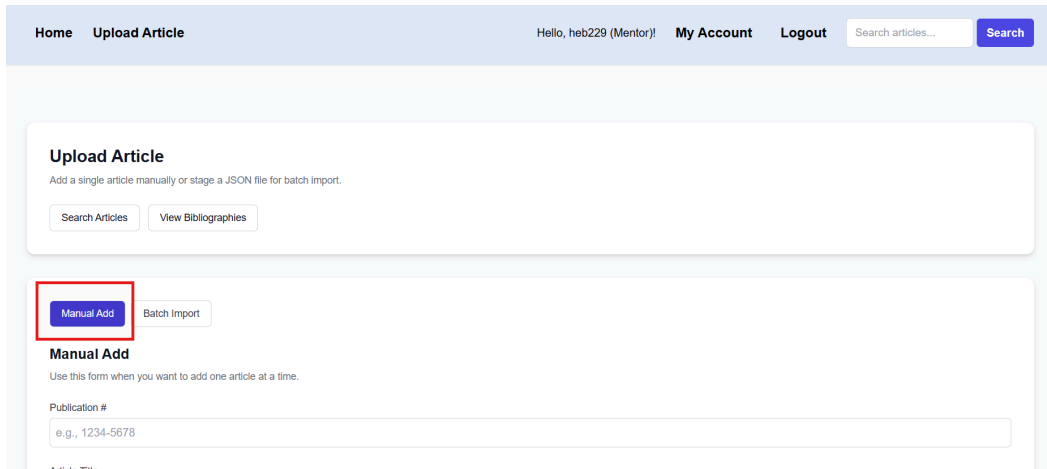 Home Upload Article Hello, heb229 (Mentor)! My Account Logout Search articles... Search
Upload Article
Add a single article manually or stage a JSON file for batch import.
Search Articles View Bibliographies
Manual Add Batch Import
Manual Add
Use this form when you want to add one article at a time.
Publication #
e.g., 1234-5678